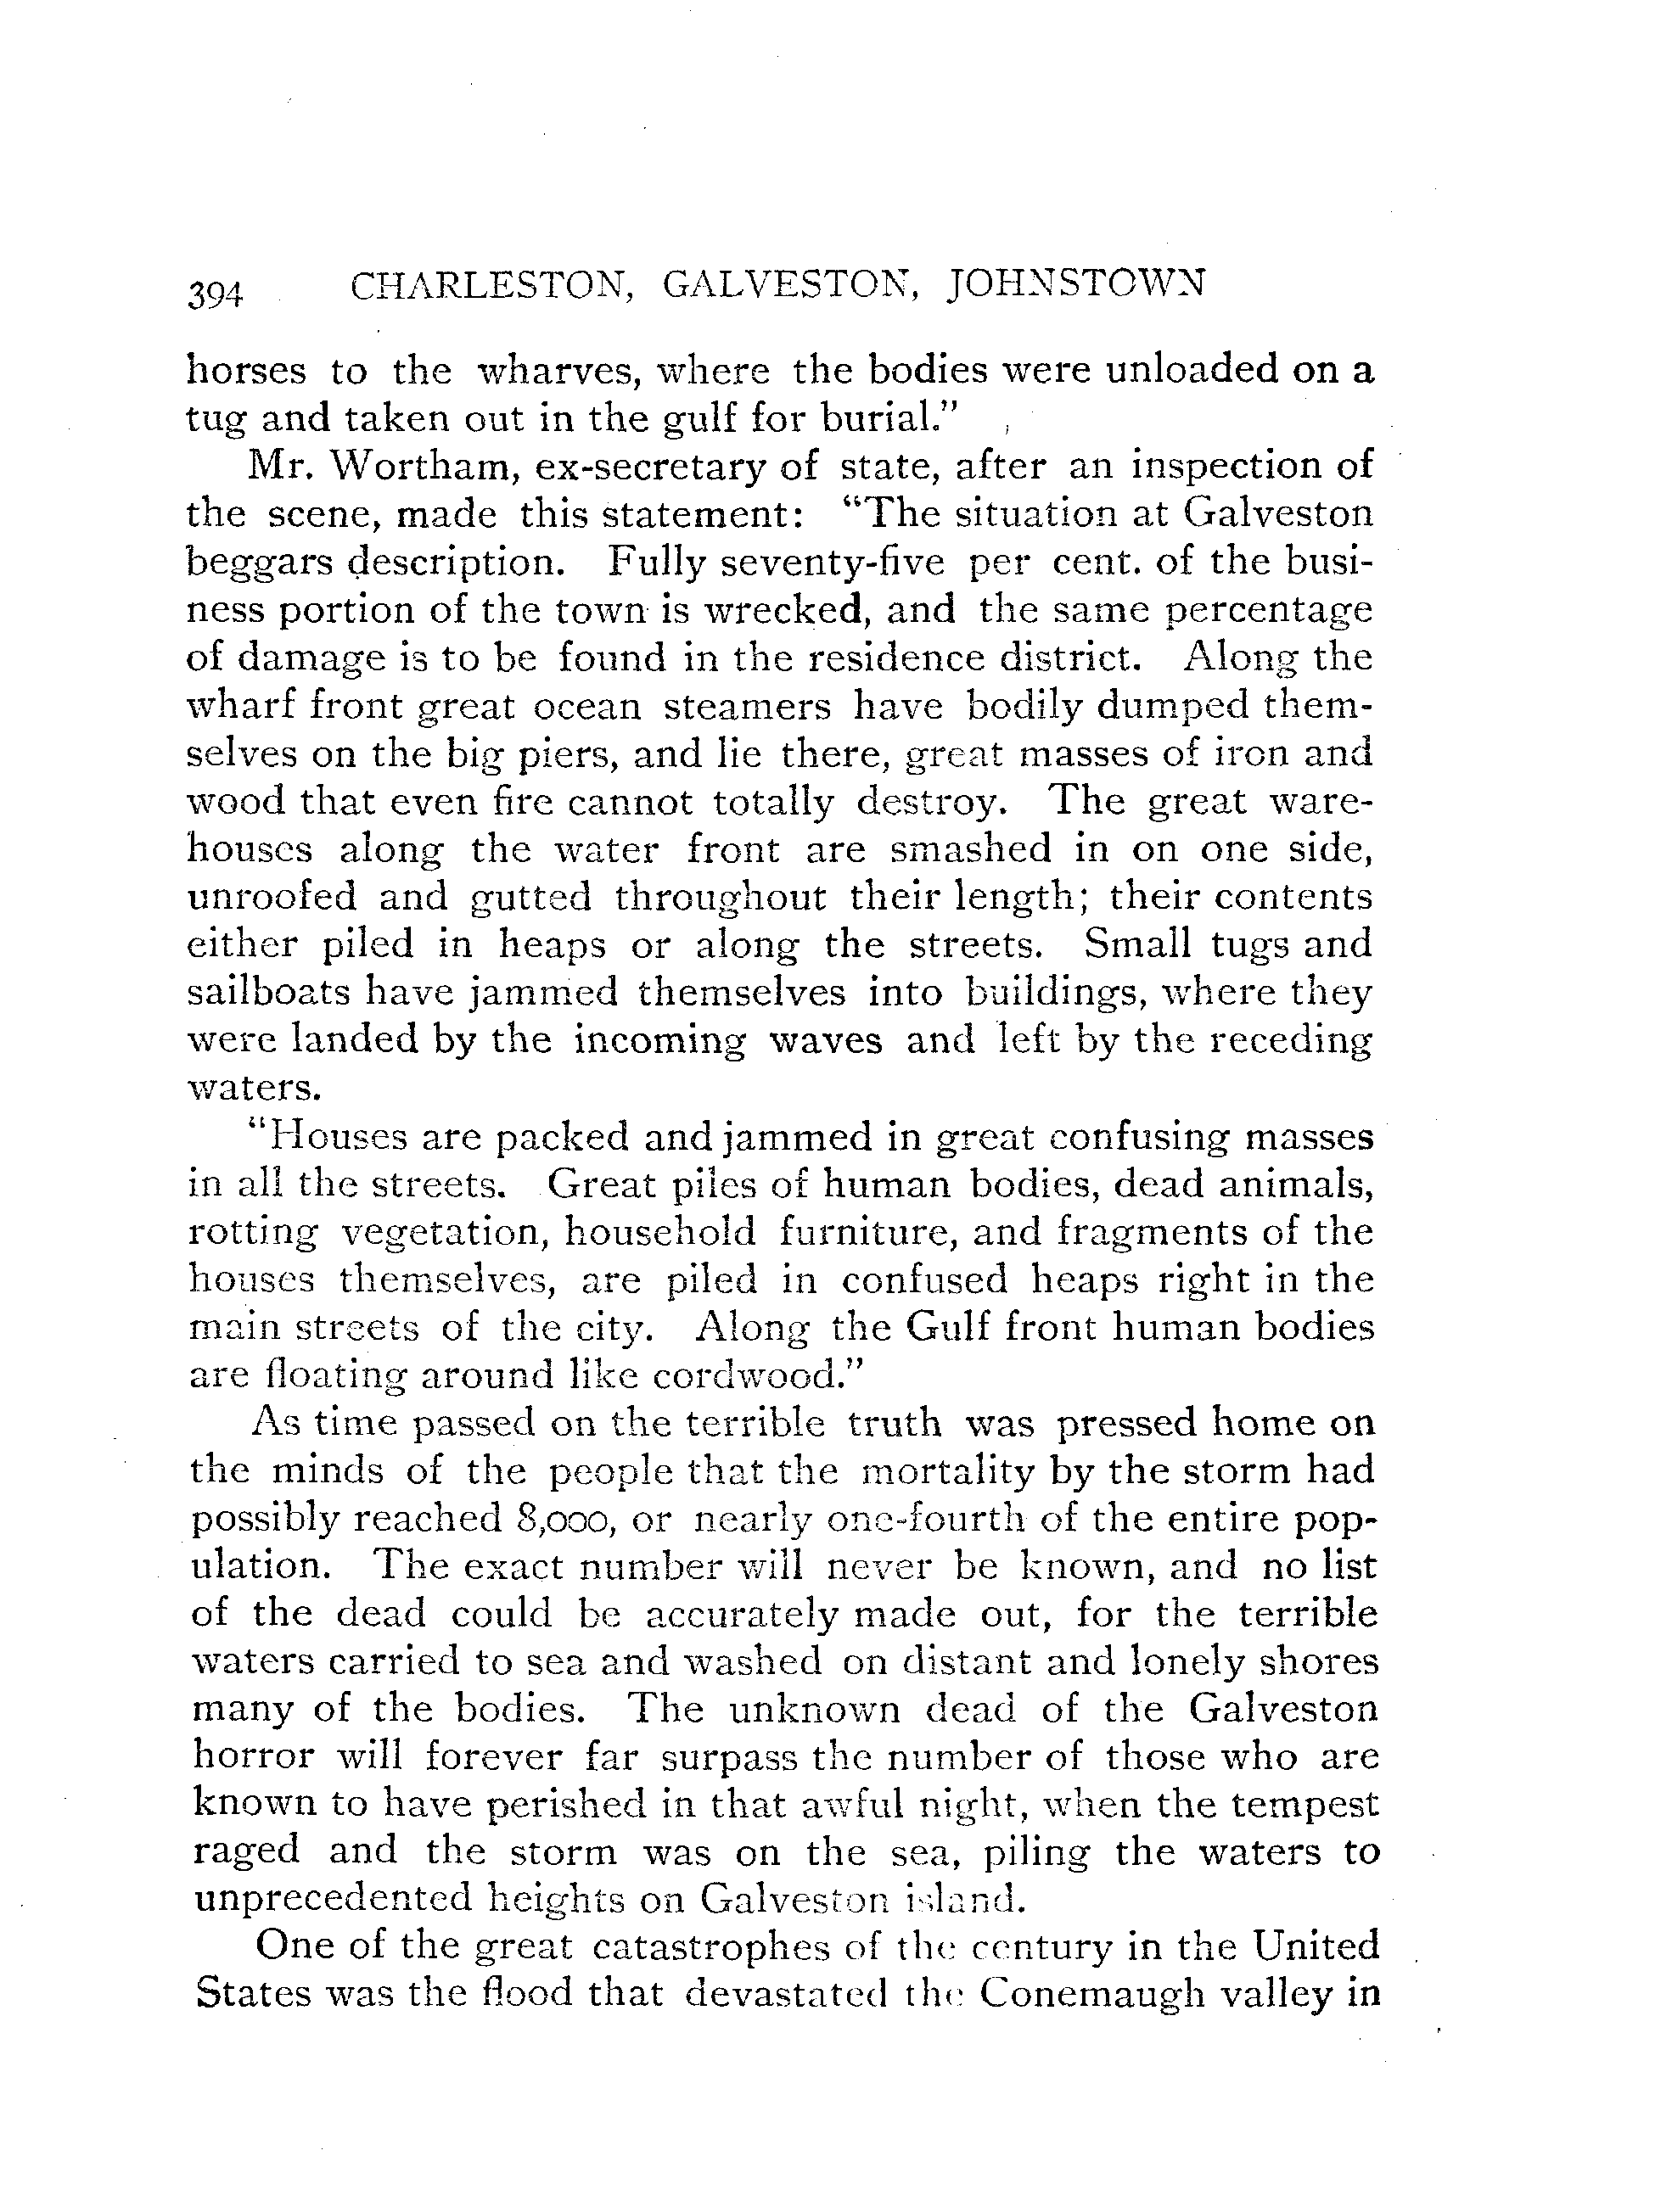 394 CHARLESTON, GALVESTON, JOHNSTOWN
horses to the wharves, where the bodies were unloaded on a
tug and taken out in the gulf for burial."
Mr. Wortham, ex-secretary of state, after an inspection of
the scene, made this statement: "The situation at Galveston
beggars description. Fully seventy-five per cent. of the busi-
ness portion of the town is wrecked, and the same percentage
of damage is to be found in the residence district. Along the
wharf front great ocean steamers have bodily dumped them-
selves on the big piers, and lie there, great masses of iron and
wood that even fire cannot totally destroy. The great ware-
houses along the water front are smashed in on one side,
unroofed and gutted throughout their length; their contents
either piled in heaps or along the streets. Small tugs and
sailboats have jammed themselves into buildings, where they
were landed by the incoming waves and left by the receding
waters.
"Houses are packed and jammed in great confusing masses
in all the streets. Great piles of human bodies, dead animals,
rotting vegetation, household furniture, and fragments of the
houses themselves, are piled in confused heaps right in the
main streets of the city. Along the Gulf front human bodies
are floating around like cordwood."
As time passed on the terrible truth was pressed home on
the minds of the people that the mortality by the storm had
possibly reached 8,000, or nearly one-fourth of the entire pop-
ulation. The exact number will never be known, and no list
of the dead could be accurately made out, for the terrible
waters carried to sea and washed on distant and lonely shores
many of the bodies. The unknown dead of the Galveston
horror will forever far surpass the number of those who are
known to have perished in that awful night, when the tempest
raged and the storm was on the sea, piling the waters to
unprecedented heights on Galveston island.
One of the great catastrophes of the century in the United
States was the flood that devastated the Conemaugh valley in